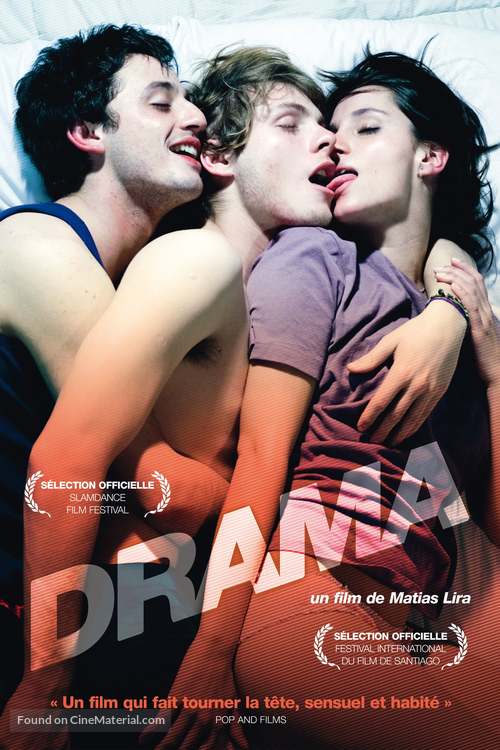 SÉLECTION OFFICIELLE
SLAMDANCE
FILM FESTIVAL
DRAMA
un film de Matias Lira
SÉLECTION OFFICIELLE
FESTIVAL INTERNATIONAL
DU FILM DE SANTIAGO
« Un film qui fait tourner la tête, sensuel et habité »
POP AND FILMS
Found on CineMaterial.com